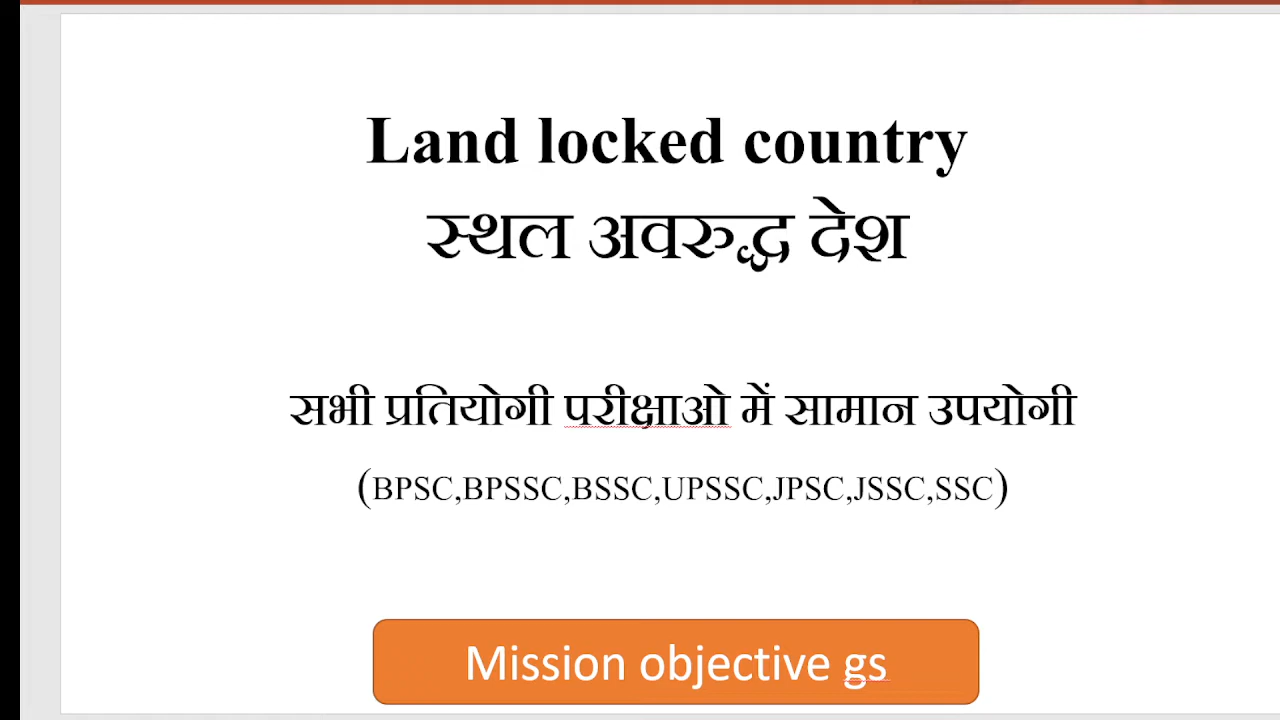 Land locked country
स्थल अवरुद्ध देश
सभी प्रतियोगी परीक्षाओ में सामान उपयोगी
(BPSC,BPSSC,BSSC,UPSSC,JPSC,JSSC,SSC)
Mission objective gs